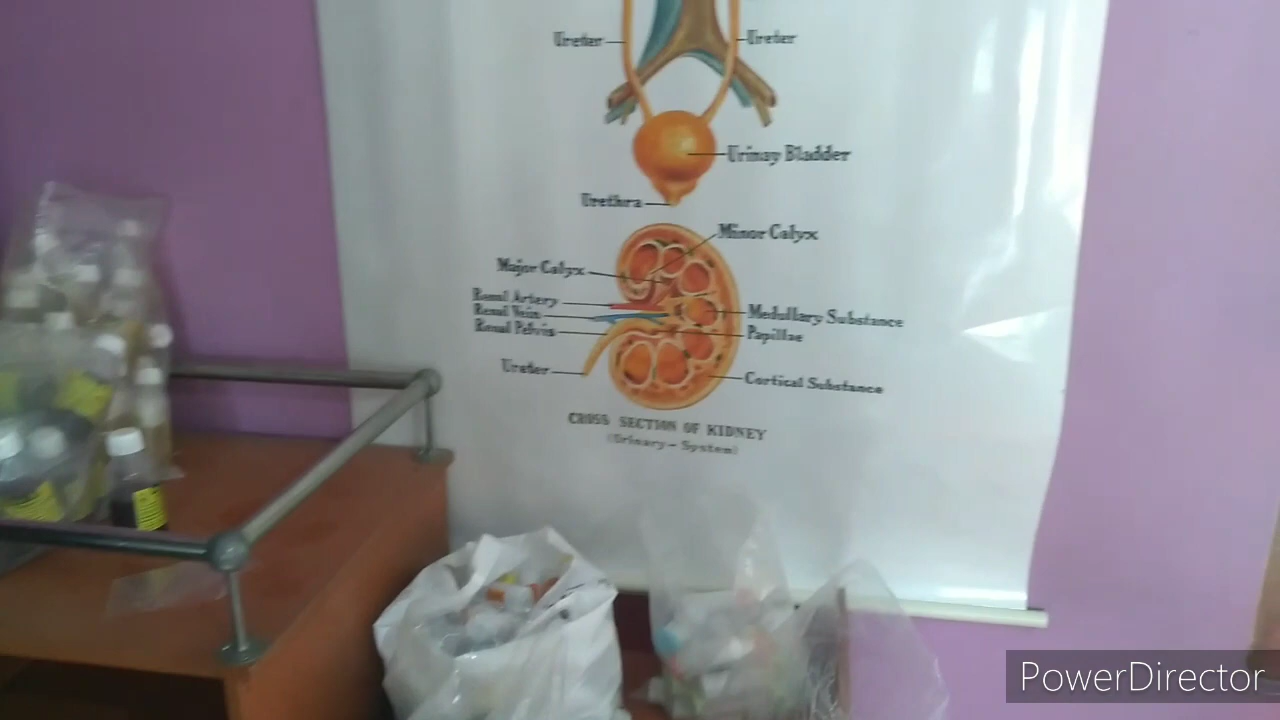 Ureter
Ureter
Urinay Bladder
Urethra
Minor Calyx
Major Calyx
Renal Artery
Renal Vein
Medullary Substance
Renal Pelvis
Papillae
Ureter
Cortical Substance
CROSS SECTION OF KIDNEY
(Urinary - System)
PowerDirector